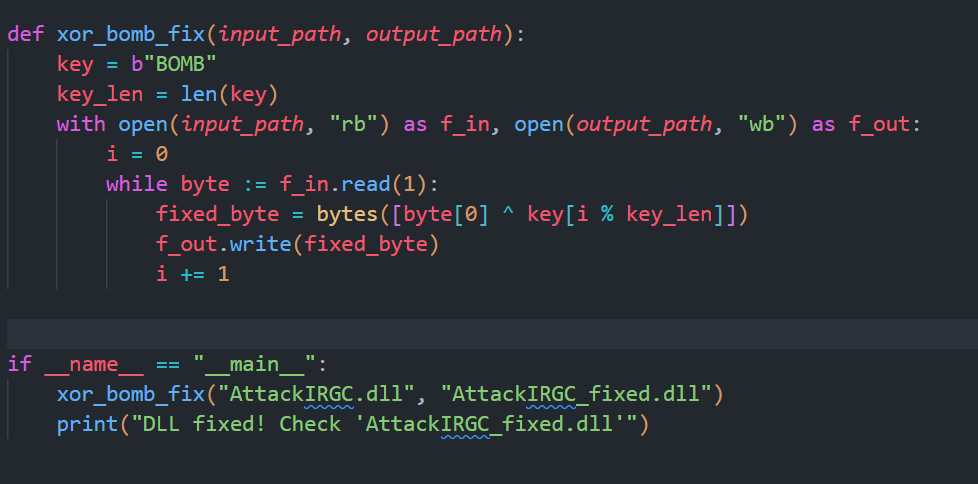 def xor_bomb_fix(input_path, output_path):
    key = b"BOMB"
    key_len = len(key)
    with open(input_path, "rb") as f_in, open(output_path, "wb") as f_out:
        i = 0
        while byte := f_in.read(1):
            fixed_byte = bytes([byte[0] ^ key[i % key_len]])
            f_out.write(fixed_byte)
            i += 1
if __name__ == "__main__":
    xor_bomb_fix("AttackIRGC.dll", "AttackIRGC_fixed.dll")
    print("DLL fixed! Check 'AttackIRGC_fixed.dll'")